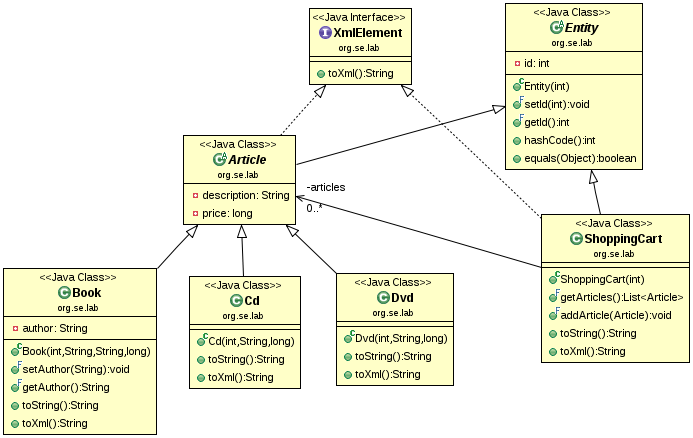 <<Java Interface>>
XmlElement
org.se.lab
toXml():String
<<Java Class>>
Entity
org.se.lab
id: int
Entity(int)
setId(int):void
getId():int
hashCode():int
equals(Object):boolean
<<Java Class>>
Article
org.se.lab
description: String
price: long
-articles
0..*
<<Java Class>>
ShoppingCart
org.se.lab
ShoppingCart(int)
getArticles():List<Article>
addArticle(Article):void
toString():String
toXml():String
<<Java Class>>
Book
org.se.lab
author: String
Book(int,String,String,long)
setAuthor(String):void
getAuthor():String
toString():String
toXml():String
<<Java Class>>
Cd
org.se.lab
Cd(int,String,long)
toString():String
toXml():String
<<Java Class>>
Dvd
org.se.lab
Dvd(int,String,long)
toString():String
toXml():String